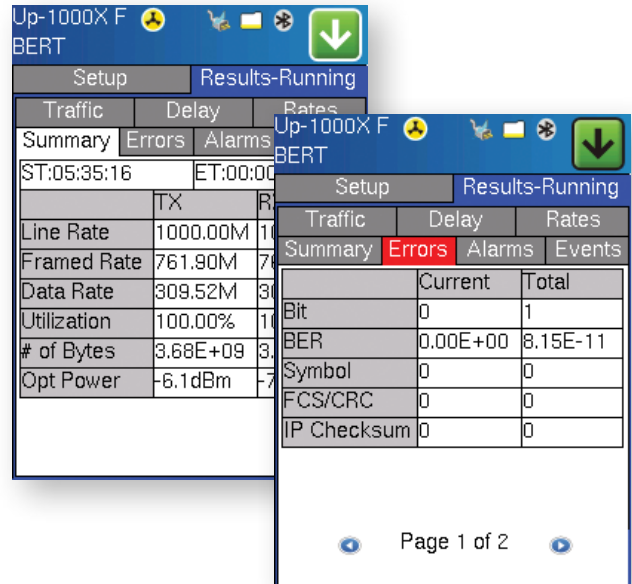 Up-1000X F
BERT
Setup Results-Running
Traffic Delay Rates
Summary Errors Alarms
ST:05:35:16 ET:00:00
TX
Line Rate 1000.00M
Framed Rate 761.90M
Data Rate 309.52M
Utilization 100.00%
# of Bytes 3.68E+09
Opt Power -6.1dBm
Up-1000X F
BERT
Setup Results-Running
Traffic Delay Rates
Summary Errors Alarms Events
Current Total
Bit 0 1
BER 0.00E+00 8.15E-11
Symbol 0 0
FCS/CRC 0 0
IP Checksum 0 0
Page 1 of 2